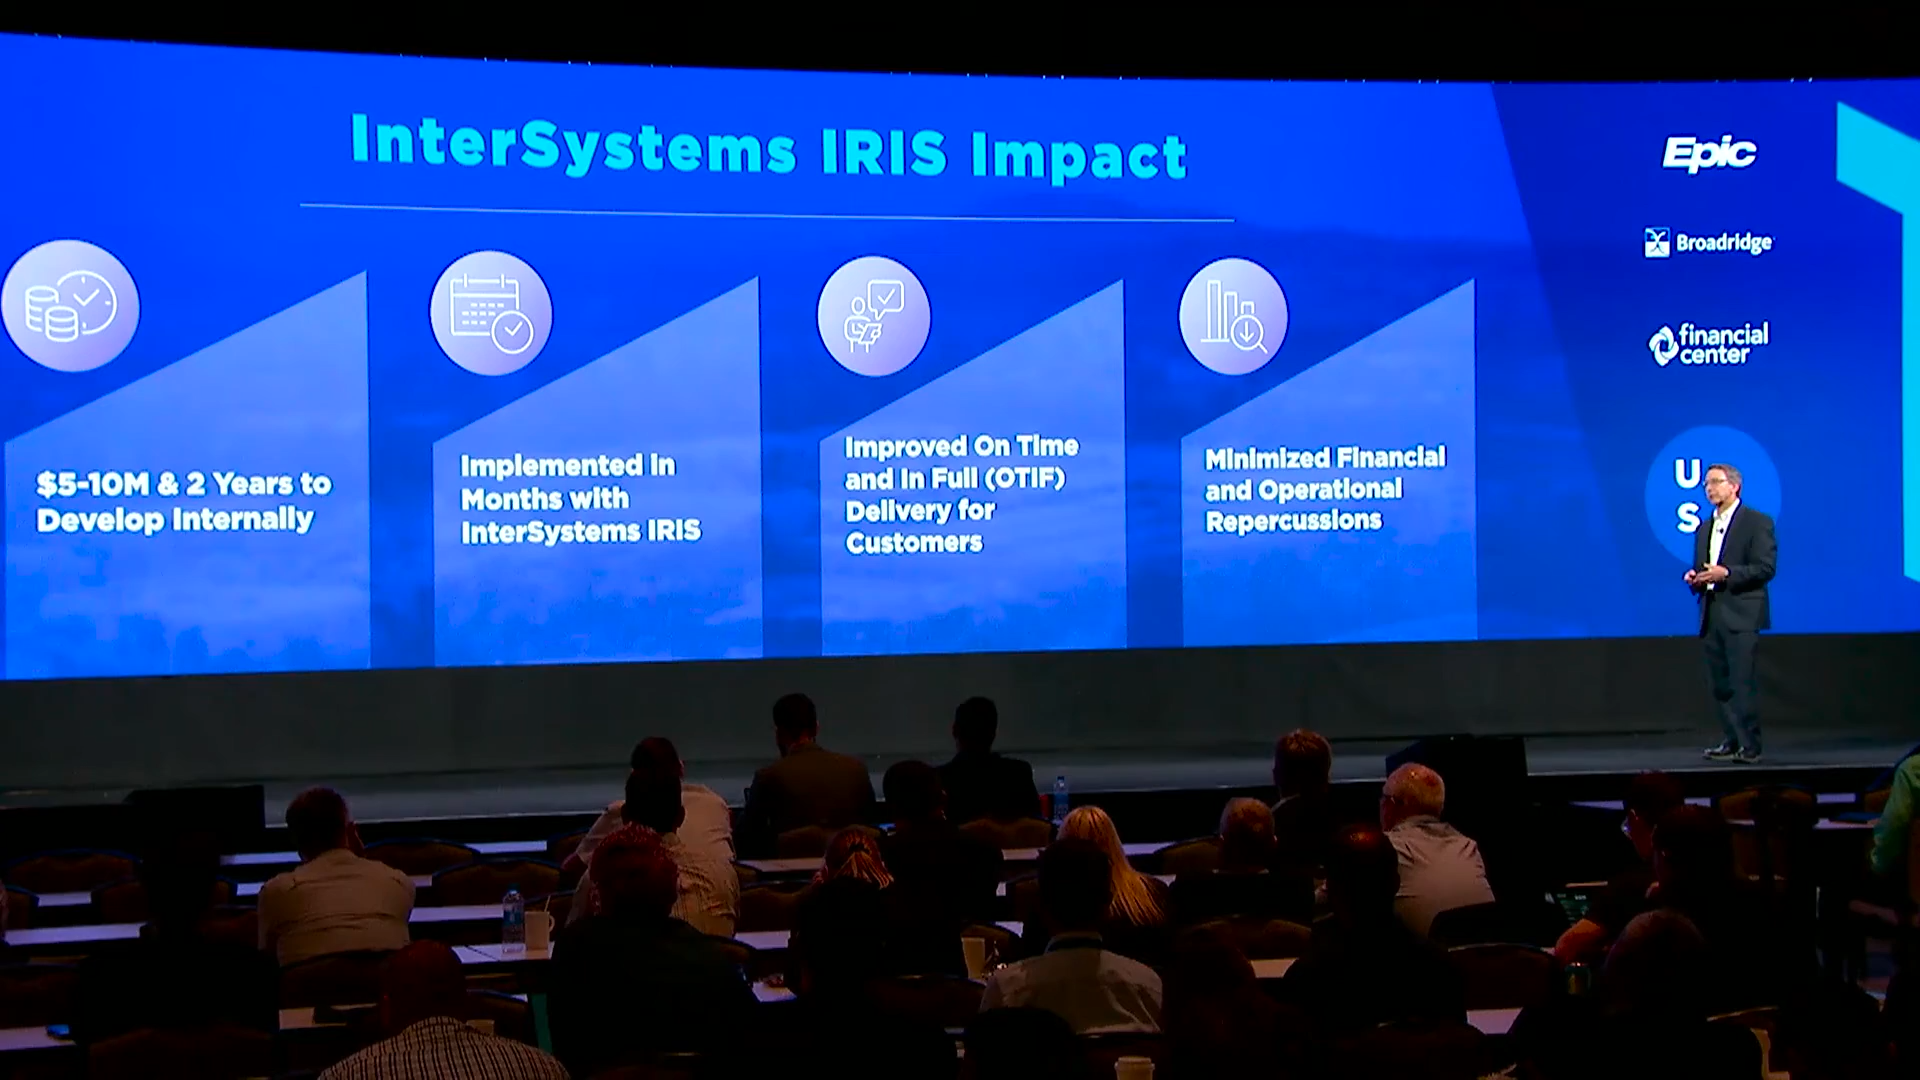 InterSystems IRIS Impact
$5-10M & 2 Years to
Develop Internally
Implemented in
Months with
InterSystems IRIS
Improved On Time
and In Full (OTIF)
Delivery for
Customers
Minimized Financial
and Operational
Repercussions
Epic
Broadridge
financial
center
U
S